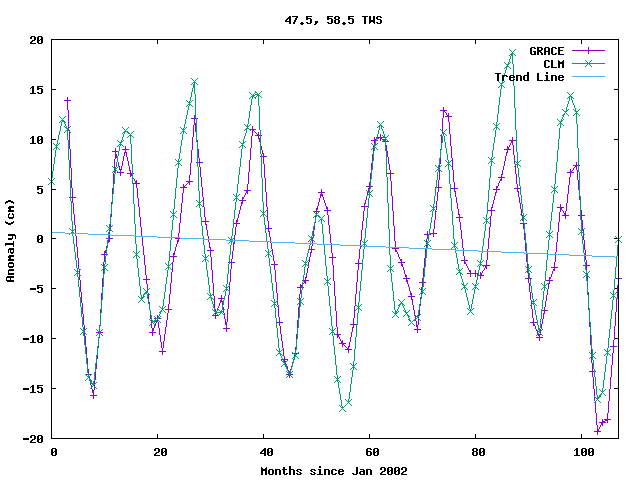 47.5, 58.5 TWS
GRACE
CLM
Trend Line
20
15
10
5
0
-5
-10
-15
-20
Anomaly (cm)
0 20 40 60 80 100
Months since Jan 2002